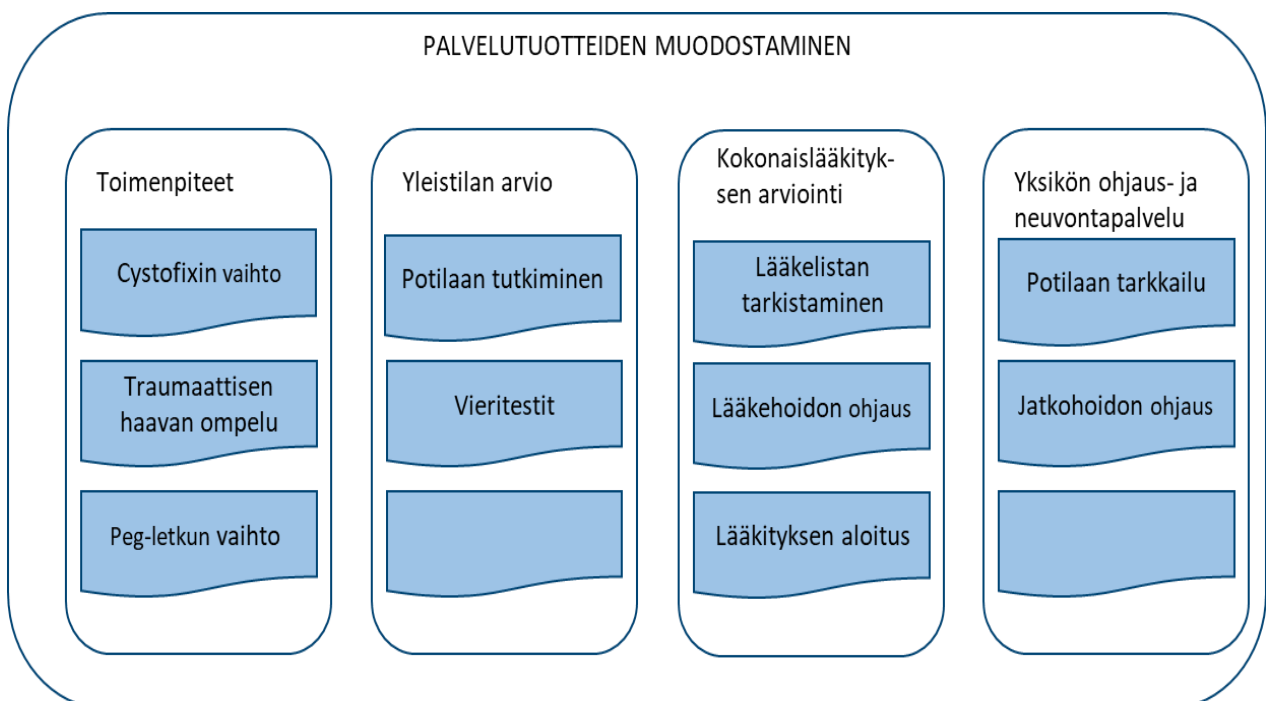 PALVELUTUOTTEIDEN MUODOSTAMINEN
Toimenpiteet
Cystofixin vaihto
Traumaattisen
haavan ompelu
Peg-letkun vaihto
Yleistilan arvio
Potilaan tutkiminen
Vieritestit
Kokonaislääkityk-
sen arviointi
Lääkelistan
tarkistaminen
Lääkehoidon ohjaus
Lääkityksen aloitus
Yksikön ohjaus- ja
neuvontapalvelu
Potilaan tarkkailu
Jatkohoidon ohjaus